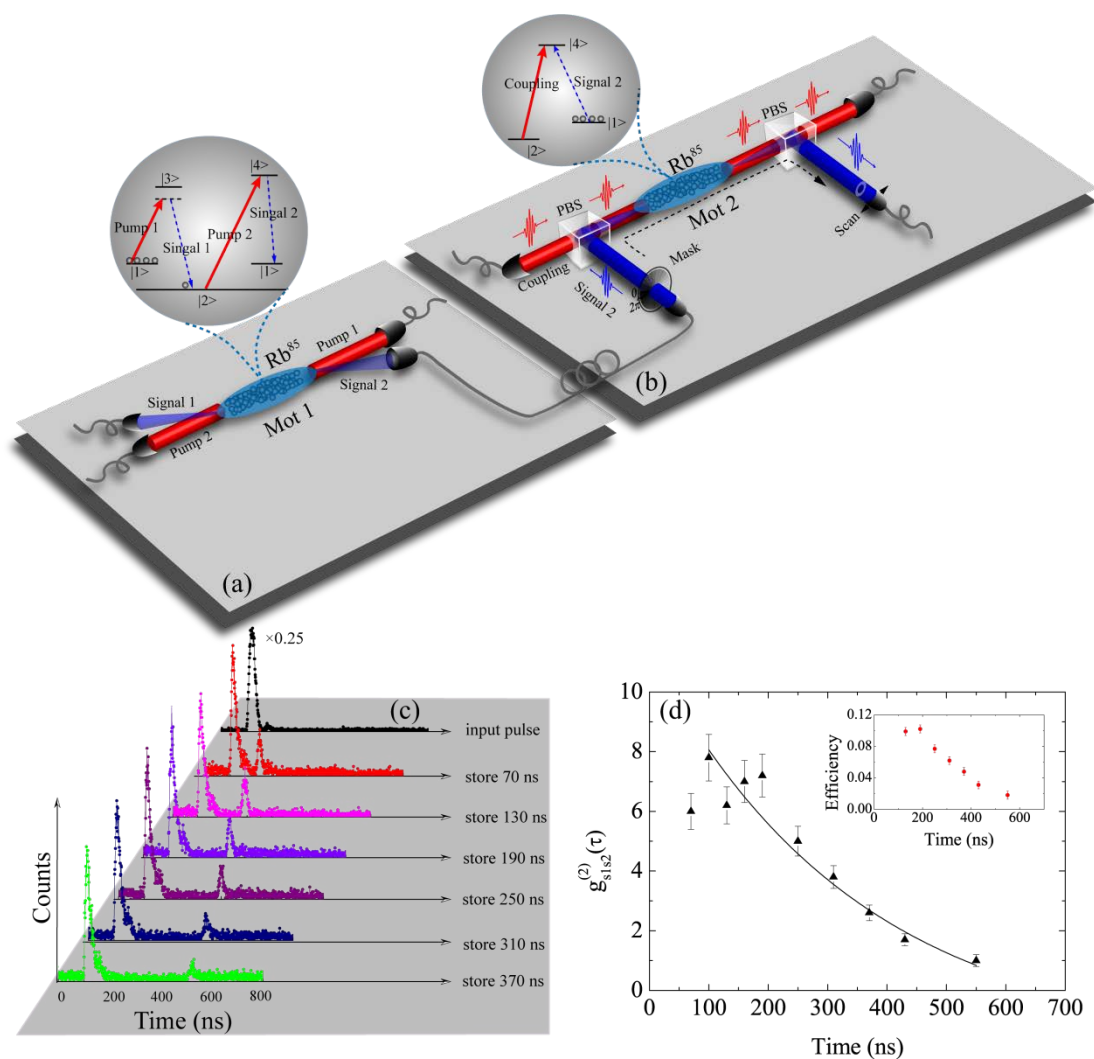 |4>
Coupling
Signal 2
|1>
|2>
|3>
|4>
Pump 1
Singal 1
Pump 2
Singal 2
|1>
|1>
|2>
PBS
Rb⁸⁵
Mot 2
PBS
Scan
Mask
Coupling
Signal 2
0
2π
(b)
Rb⁸⁵
Pump 1
Signal 2
Signal 1
Mot 1
Pump 2
(a)
×0.25
(c)
input pulse
store 70 ns
store 130 ns
store 190 ns
store 250 ns
store 310 ns
store 370 ns
Counts
0 200 400 600 800
Time (ns)
(d)
10
8
6
4
2
0
g_{s1s2}^{(2)}(τ)
0 100 200 300 400 500 600 700
Time (ns)
0.12
0.08
0.04
0.00
Efficiency
0 200 400 600
Time (ns)